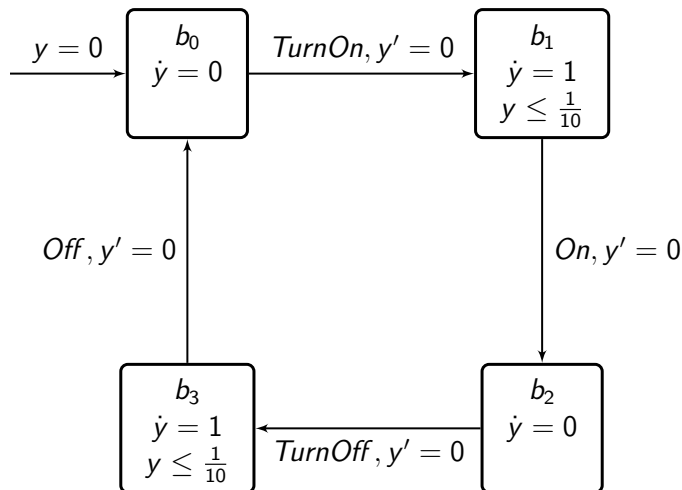 y = 0
b₀
ẏ = 0
TurnOn, y′ = 0
b₁
ẏ = 1
y ≤ 1/10
Off, y′ = 0
On, y′ = 0
b₃
ẏ = 1
y ≤ 1/10
TurnOff, y′ = 0
b₂
ẏ = 0